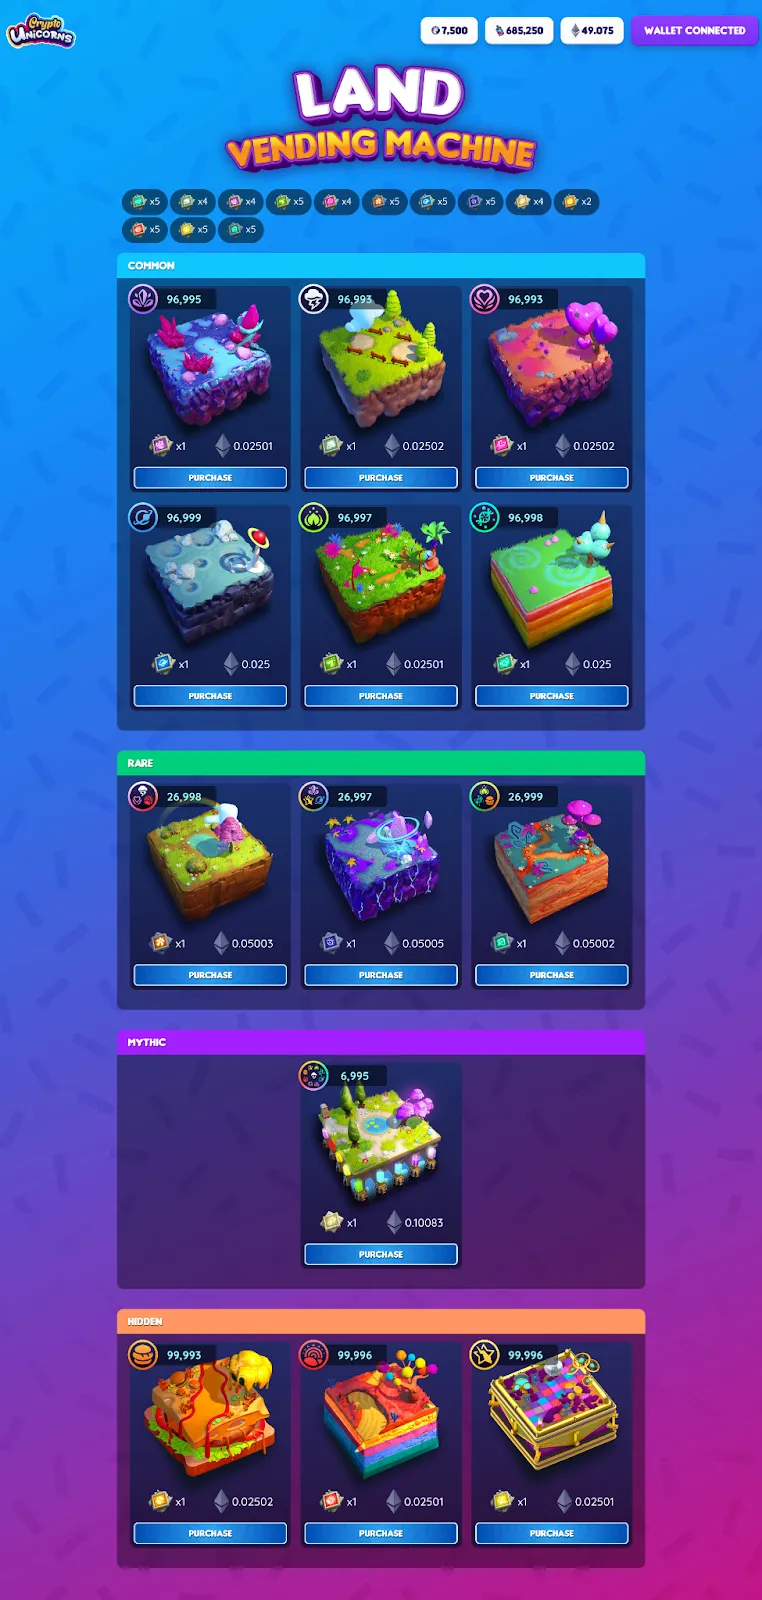 Crypto
UNICORNS
7,500
685,250
49.075
WALLET CONNECTED
LAND
VENDING MACHINE
x5 x4 x4 x5 x4 x5 x5 x5 x4 x2
x5 x5 x5
COMMON
96,995 96,993 96,993
x1 0.02501 x1 0.02502 x1 0.02502
PURCHASE PURCHASE PURCHASE
96,999 96,997 96,998
x1 0.025 x1 0.02501 x1 0.025
PURCHASE PURCHASE PURCHASE
RARE
26,998 26,997 26,999
x1 0.05003 x1 0.05005 x1 0.05002
PURCHASE PURCHASE PURCHASE
MYTHIC
6,995
x1 0.10083
PURCHASE
HIDDEN
99,993 99,996 99,996
x1 0.02502 x1 0.02501 x1 0.02501
PURCHASE PURCHASE PURCHASE